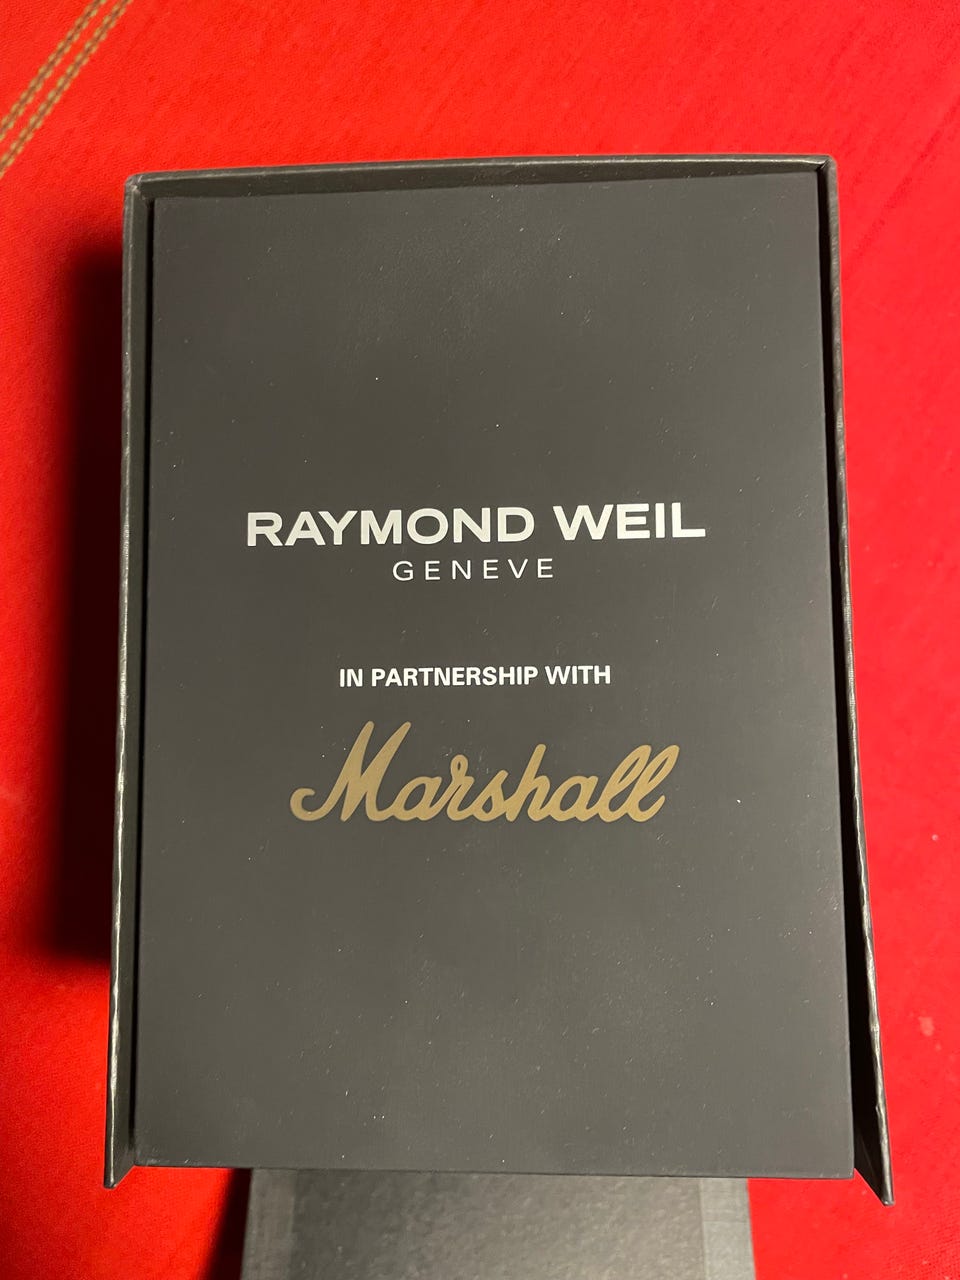 RAYMOND WEIL
GENEVE
IN PARTNERSHIP WITH
Marshall